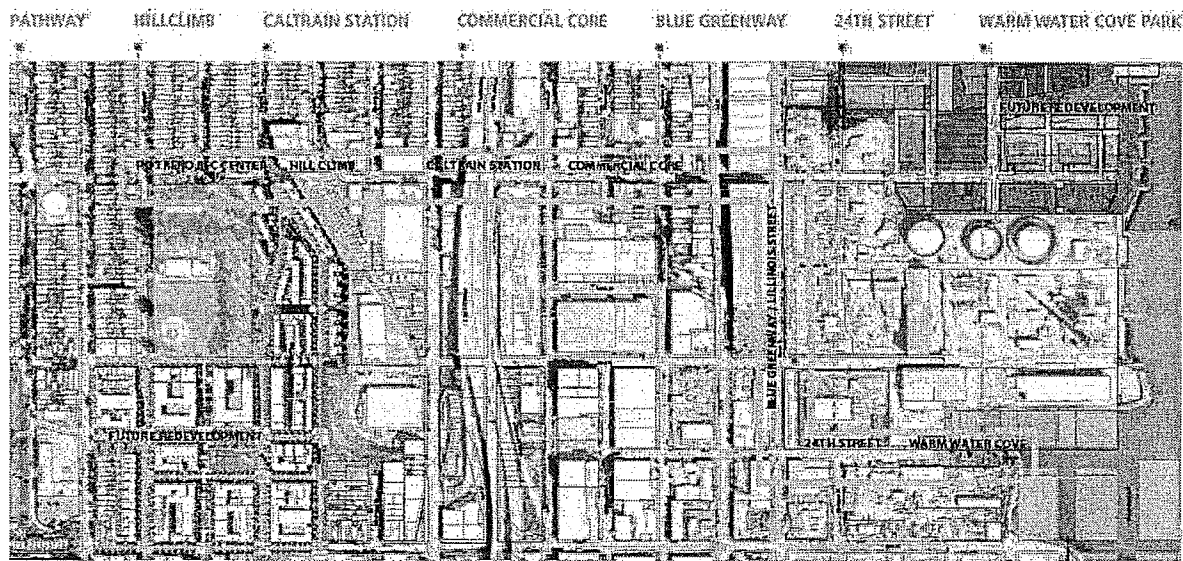 PATHWAY HILLCLIMB CALTRAIN STATION COMMERCIAL CORE BLUE GREENWAY 24TH STREET WARM WATER COVE PARK
FUTURE REDEVELOPMENT
POTRERO REC CENTER HILL CLIMB CALTRAIN STATION COMMERCIAL CORE
BLUE GREENWAY / ILLINOIS STREET
FUTURE REDEVELOPMENT 24TH STREET WARM WATER COVE